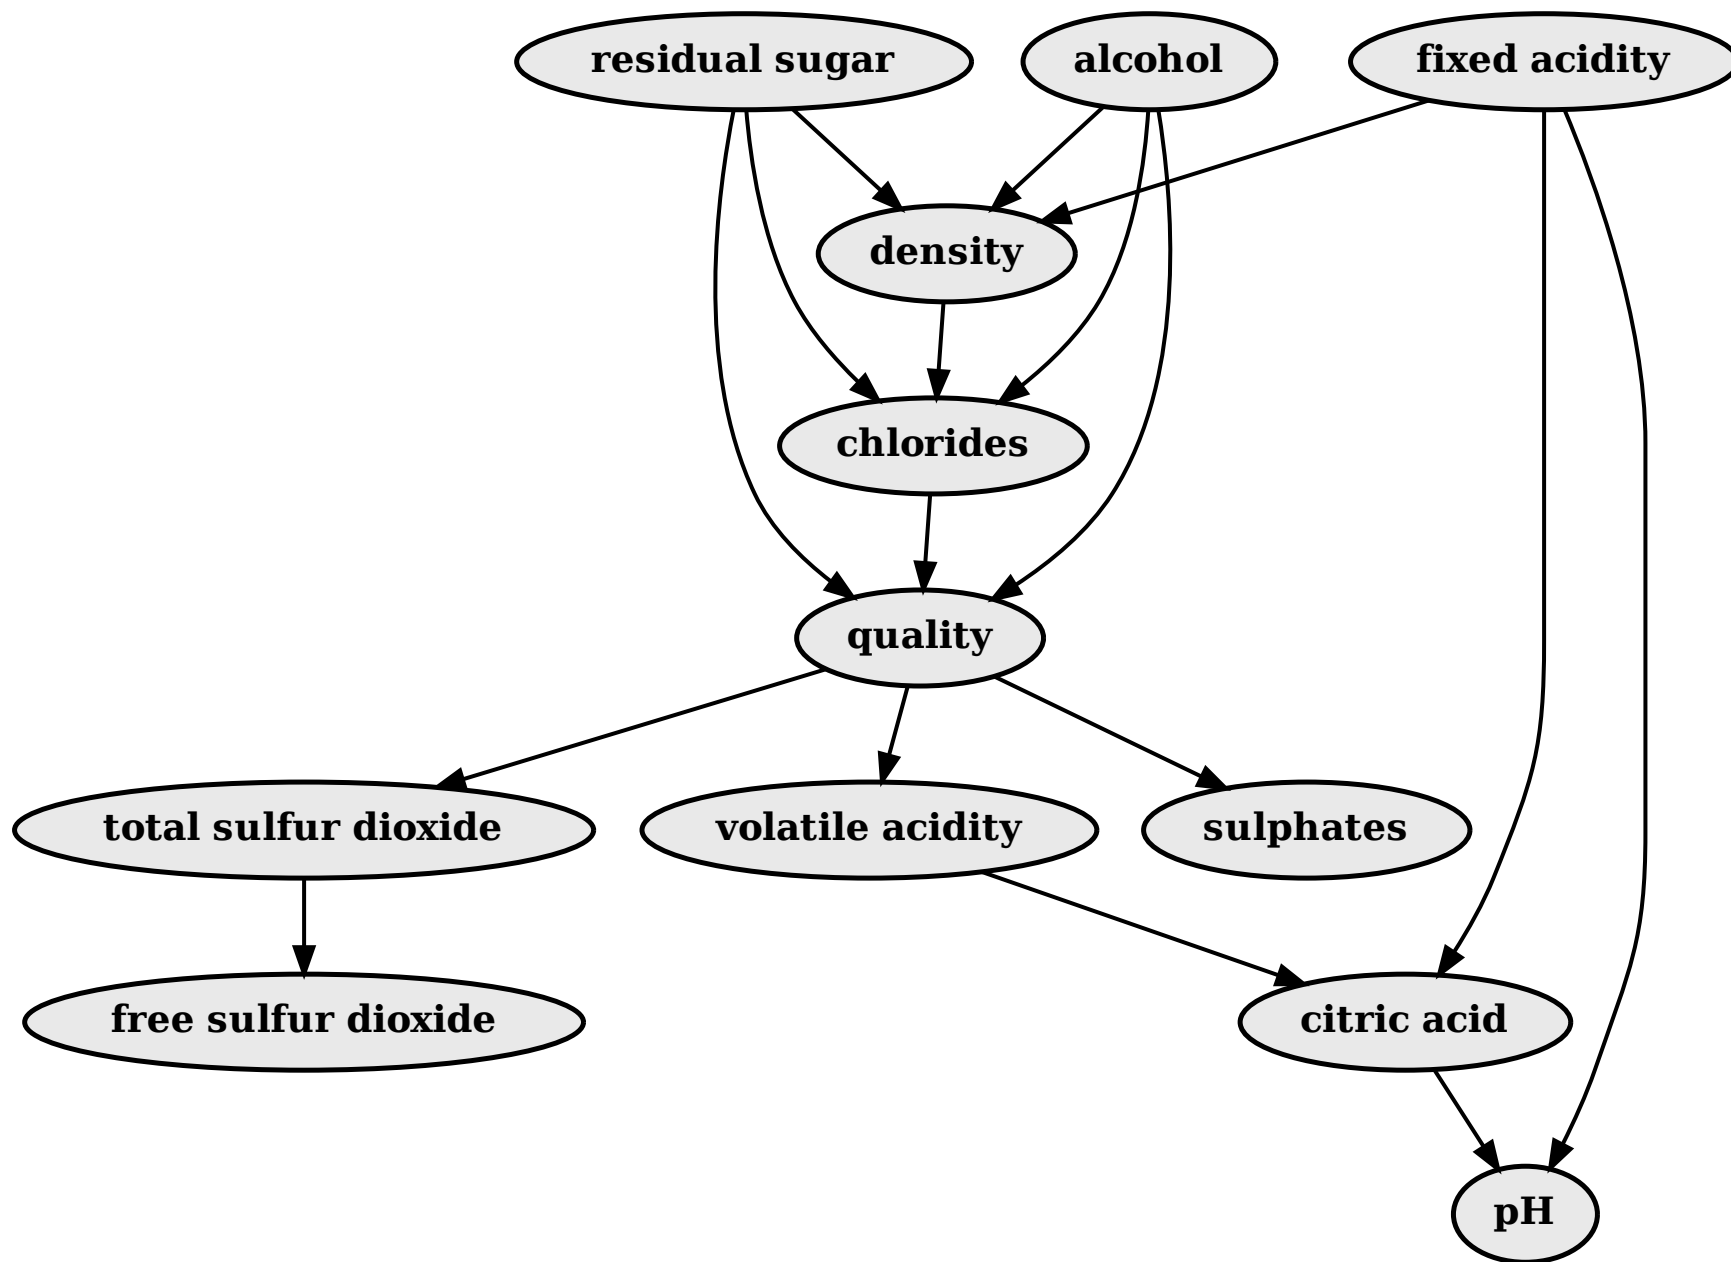 residual sugar
alcohol
fixed acidity
density
chlorides
quality
total sulfur dioxide
volatile acidity
sulphates
free sulfur dioxide
citric acid
pH